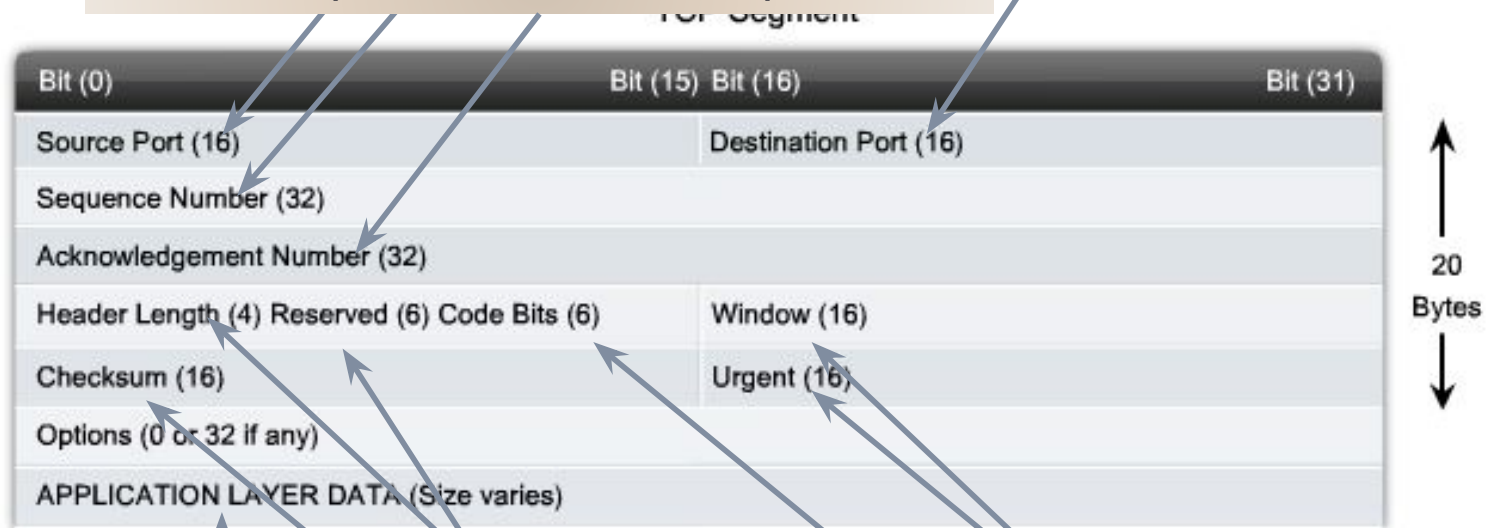 TCP Segment
Bit (0) Bit (15) Bit (16) Bit (31)
Source Port (16) Destination Port (16)
Sequence Number (32)
Acknowledgement Number (32)
20
Header Length (4) Reserved (6) Code Bits (6) Window (16)
Bytes
Checksum (16) Urgent (16)
Options (0 or 32 if any)
APPLICATION LAYER DATA (Size varies)